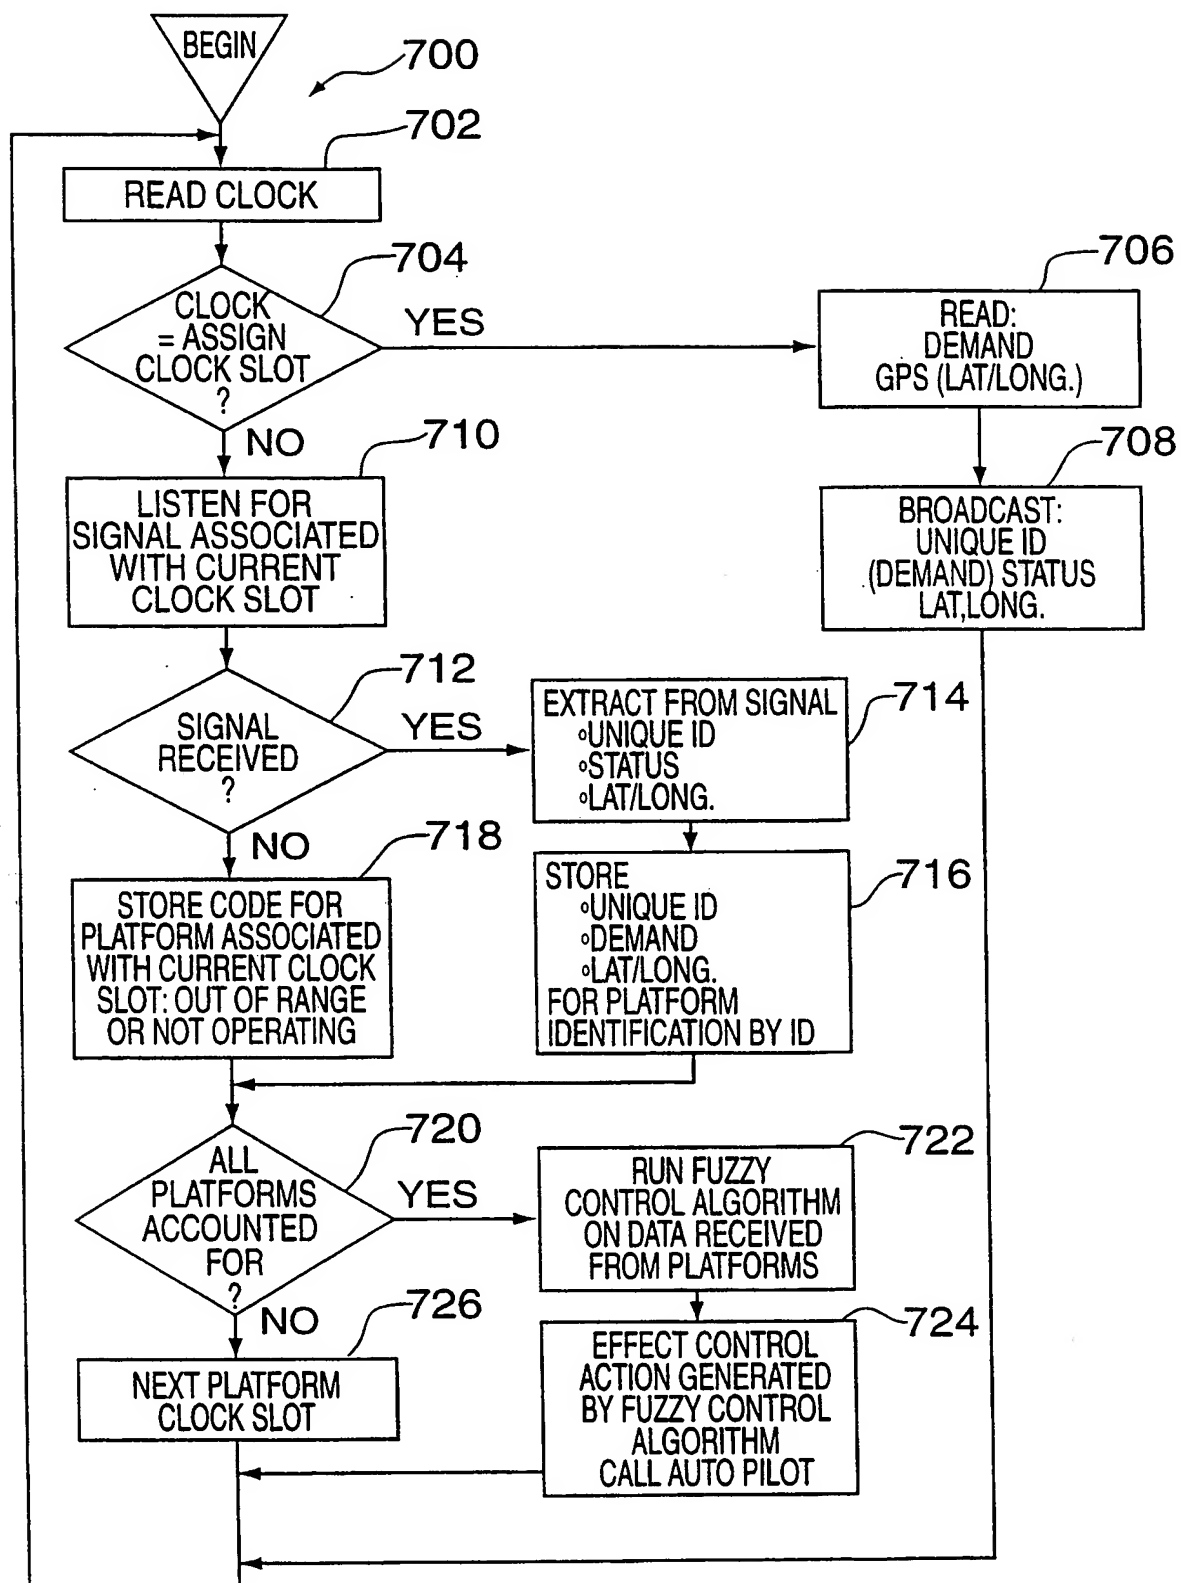 BEGIN
700
702
READ CLOCK
704
CLOCK
= ASSIGN
CLOCK SLOT
?
YES
706
READ:
DEMAND
GPS (LAT/LONG.)
NO
710
708
LISTEN FOR
SIGNAL ASSOCIATED
WITH CURRENT
CLOCK SLOT
BROADCAST:
UNIQUE ID
(DEMAND) STATUS
LAT,LONG.
712
SIGNAL
RECEIVED
?
YES
714
EXTRACT FROM SIGNAL
∘UNIQUE ID
∘STATUS
∘LAT/LONG.
NO
718
716
STORE CODE FOR
PLATFORM ASSOCIATED
WITH CURRENT CLOCK
SLOT: OUT OF RANGE
OR NOT OPERATING
STORE
∘UNIQUE ID
∘DEMAND
∘LAT/LONG.
FOR PLATFORM
IDENTIFICATION BY ID
720
ALL
PLATFORMS
ACCOUNTED
FOR
?
YES
722
RUN FUZZY
CONTROL ALGORITHM
ON DATA RECEIVED
FROM PLATFORMS
NO
726
724
NEXT PLATFORM
CLOCK SLOT
EFFECT CONTROL
ACTION GENERATED
BY FUZZY CONTROL
ALGORITHM
CALL AUTO PILOT